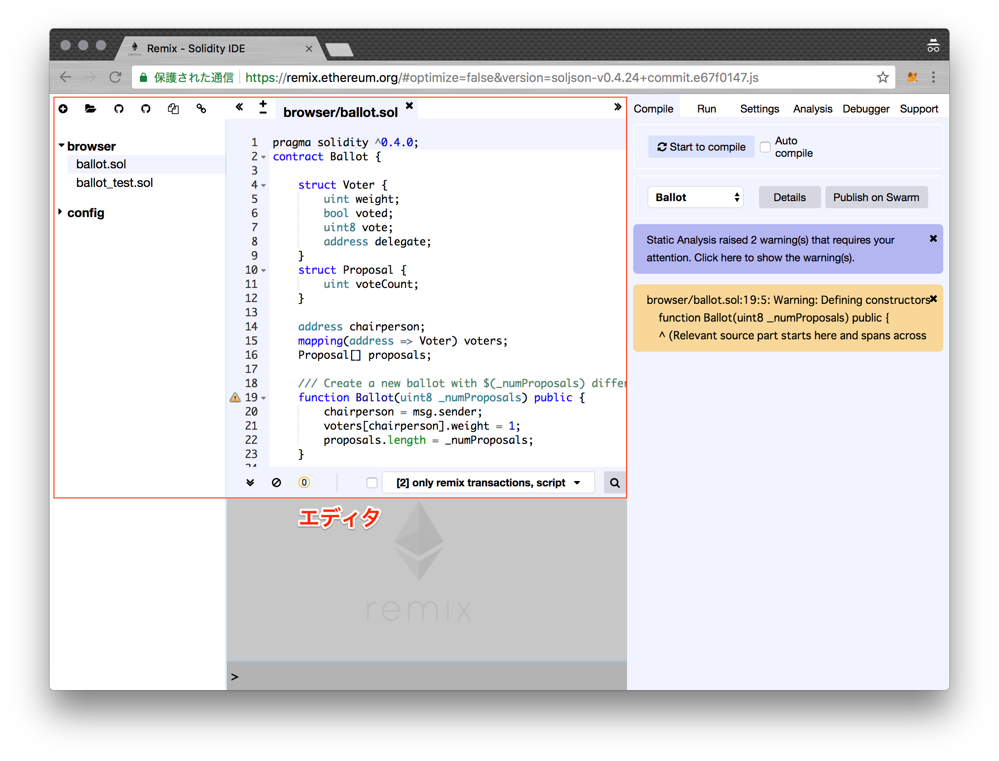 Remix - Solidity IDE
remix
保護された通信 https://remix.ethereum.org/#optimize=false&version=soljson-v0.4.24+commit.e67f0147.js
browser
ballot.sol
ballot_test.sol
config
browser/ballot.sol
1 pragma solidity ^0.4.0;
2 contract Ballot {
3
4 struct Voter {
5 uint weight;
6 bool voted;
7 uint8 vote;
8 address delegate;
9 }
10 struct Proposal {
11 uint voteCount;
12 }
13
14 address chairperson;
15 mapping(address => Voter) voters;
16 Proposal[] proposals;
17
18 /// Create a new ballot with $(_numProposals) differ
19 function Ballot(uint8 _numProposals) public {
20 chairperson = msg.sender;
21 voters[chairperson].weight = 1;
22 proposals.length = _numProposals;
23 }
24
0 [2] only remix transactions, script
エディタ
remix
>
Compile Run Settings Analysis Debugger Support
Start to compile
Auto
compile
Ballot Details Publish on Swarm
Static Analysis raised 2 warning(s) that requires your
attention. Click here to show the warning(s).
browser/ballot.sol:19:5: Warning: Defining constructors
function Ballot(uint8 _numProposals) public {
^ (Relevant source part starts here and spans across